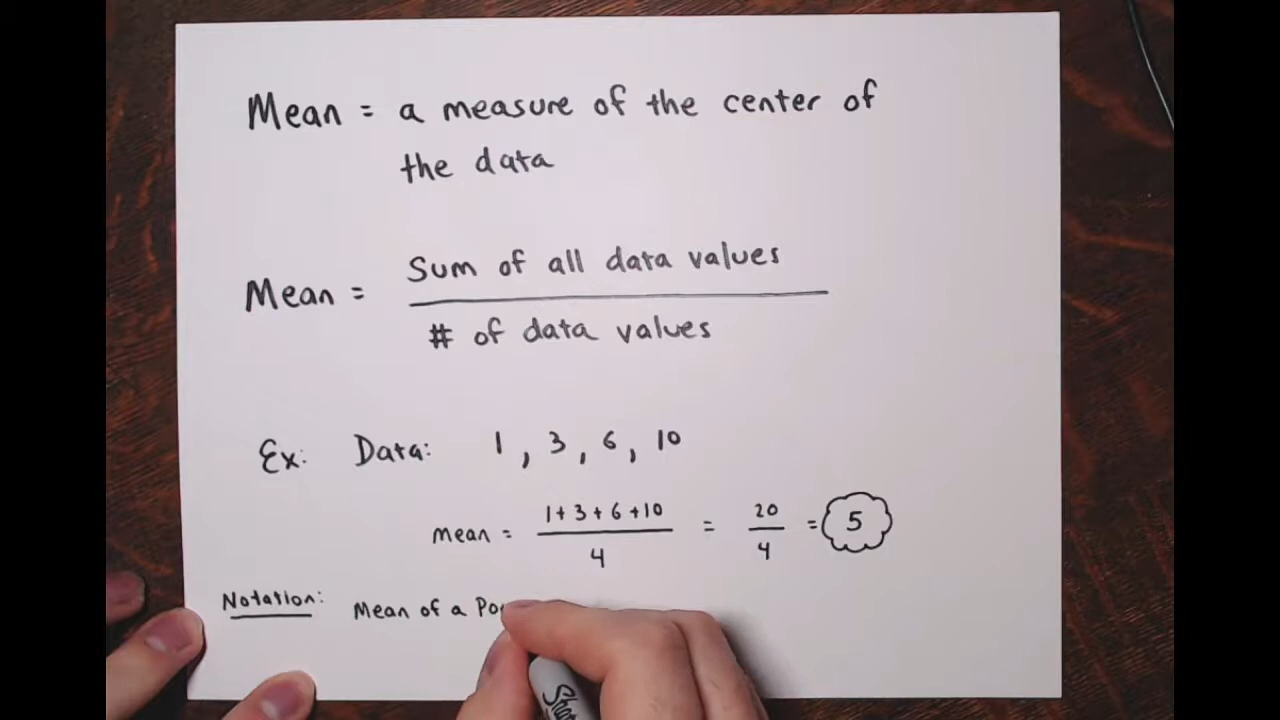 Mean = a measure of the center of
the data
Mean = Sum of all data values
# of data values
Ex: Data: 1, 3, 6, 10
mean = 1+3+6+10 / 4 = 20 / 4 = 5
Notation: Mean of a